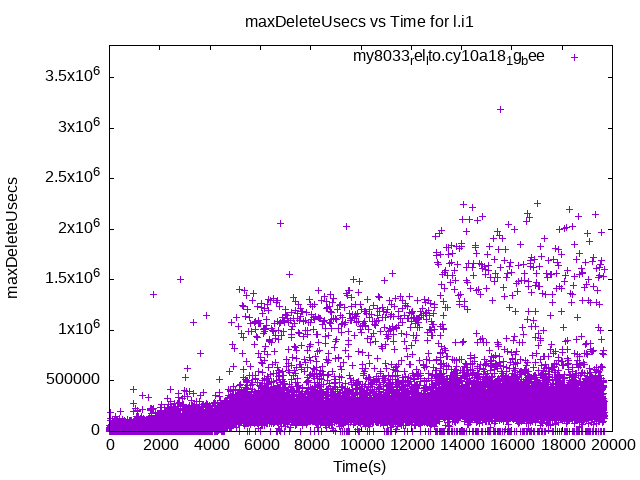 maxDeleteUsecs vs Time for l.i1
my8033_rel_lto.cy10a18_1g_bee
3.5x10^6
3x10^6
2.5x10^6
2x10^6
1.5x10^6
1x10^6
500000
0
maxDeleteUsecs
0 2000 4000 6000 8000 10000 12000 14000 16000 18000 20000
Time(s)